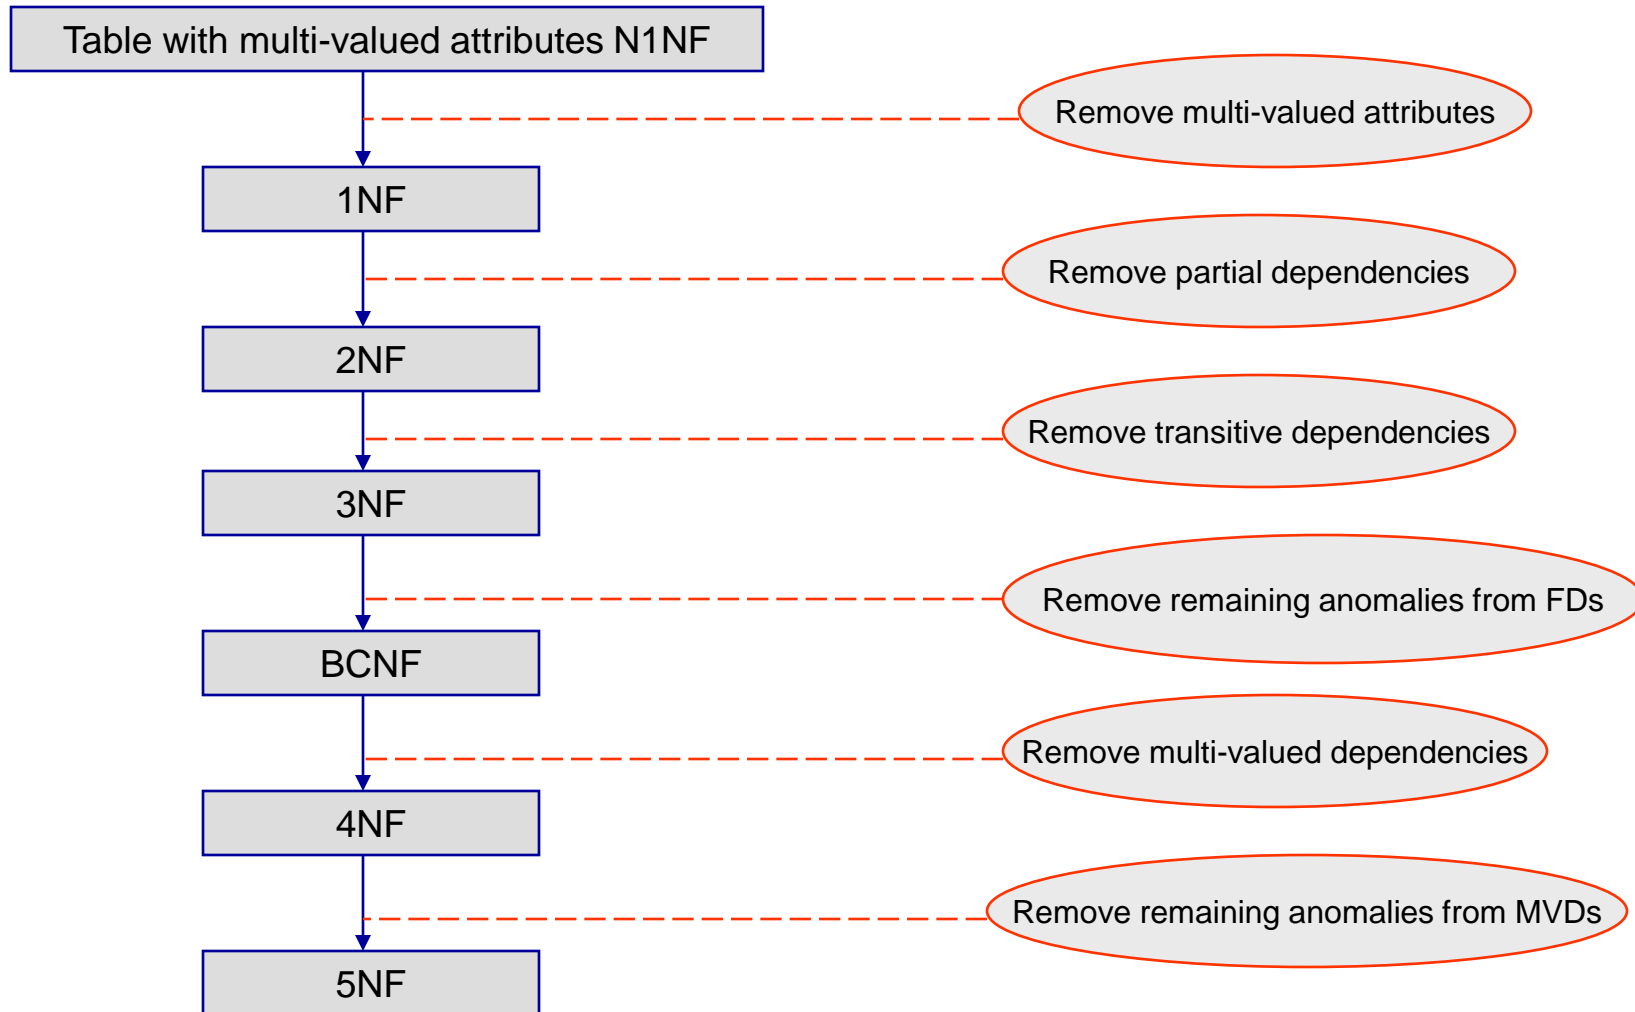 Table with multi-valued attributes N1NF
Remove multi-valued attributes
1NF
Remove partial dependencies
2NF
Remove transitive dependencies
3NF
Remove remaining anomalies from FDs
BCNF
Remove multi-valued dependencies
4NF
Remove remaining anomalies from MVDs
5NF